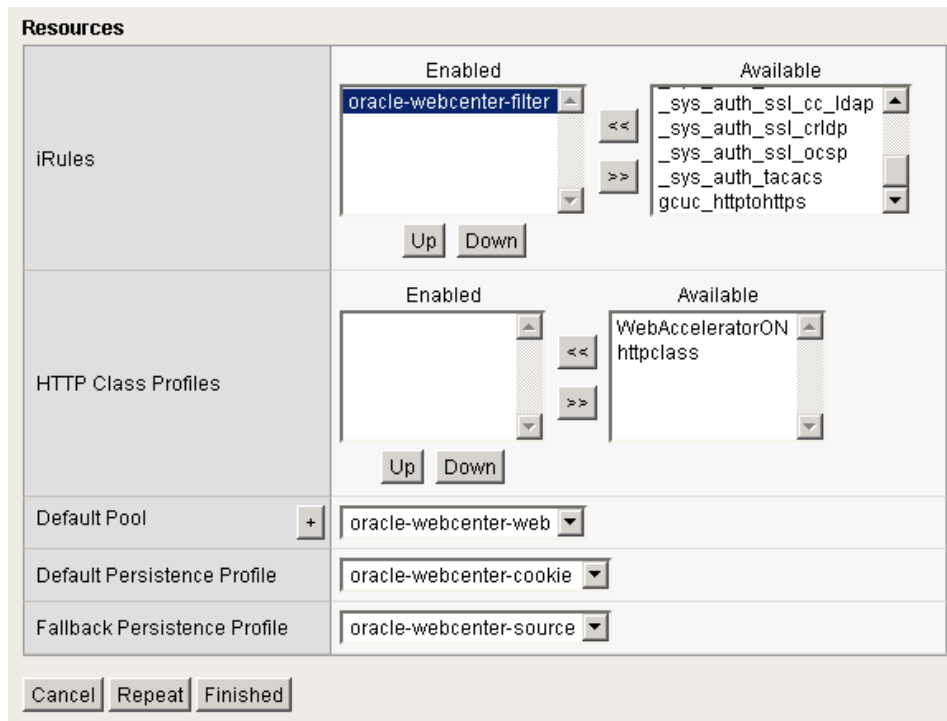 Resources
iRules
Enabled
Available
oracle-webcenter-filter
<<
>>
_sys_auth_ssl_cc_ldap
_sys_auth_ssl_crldp
_sys_auth_ssl_ocsp
_sys_auth_tacacs
gcuc_httptohttps
Up Down
HTTP Class Profiles
Enabled
Available
<<
>>
WebAcceleratorON
httpclass
Up Down
Default Pool + oracle-webcenter-web
Default Persistence Profile oracle-webcenter-cookie
Fallback Persistence Profile oracle-webcenter-source
Cancel Repeat Finished